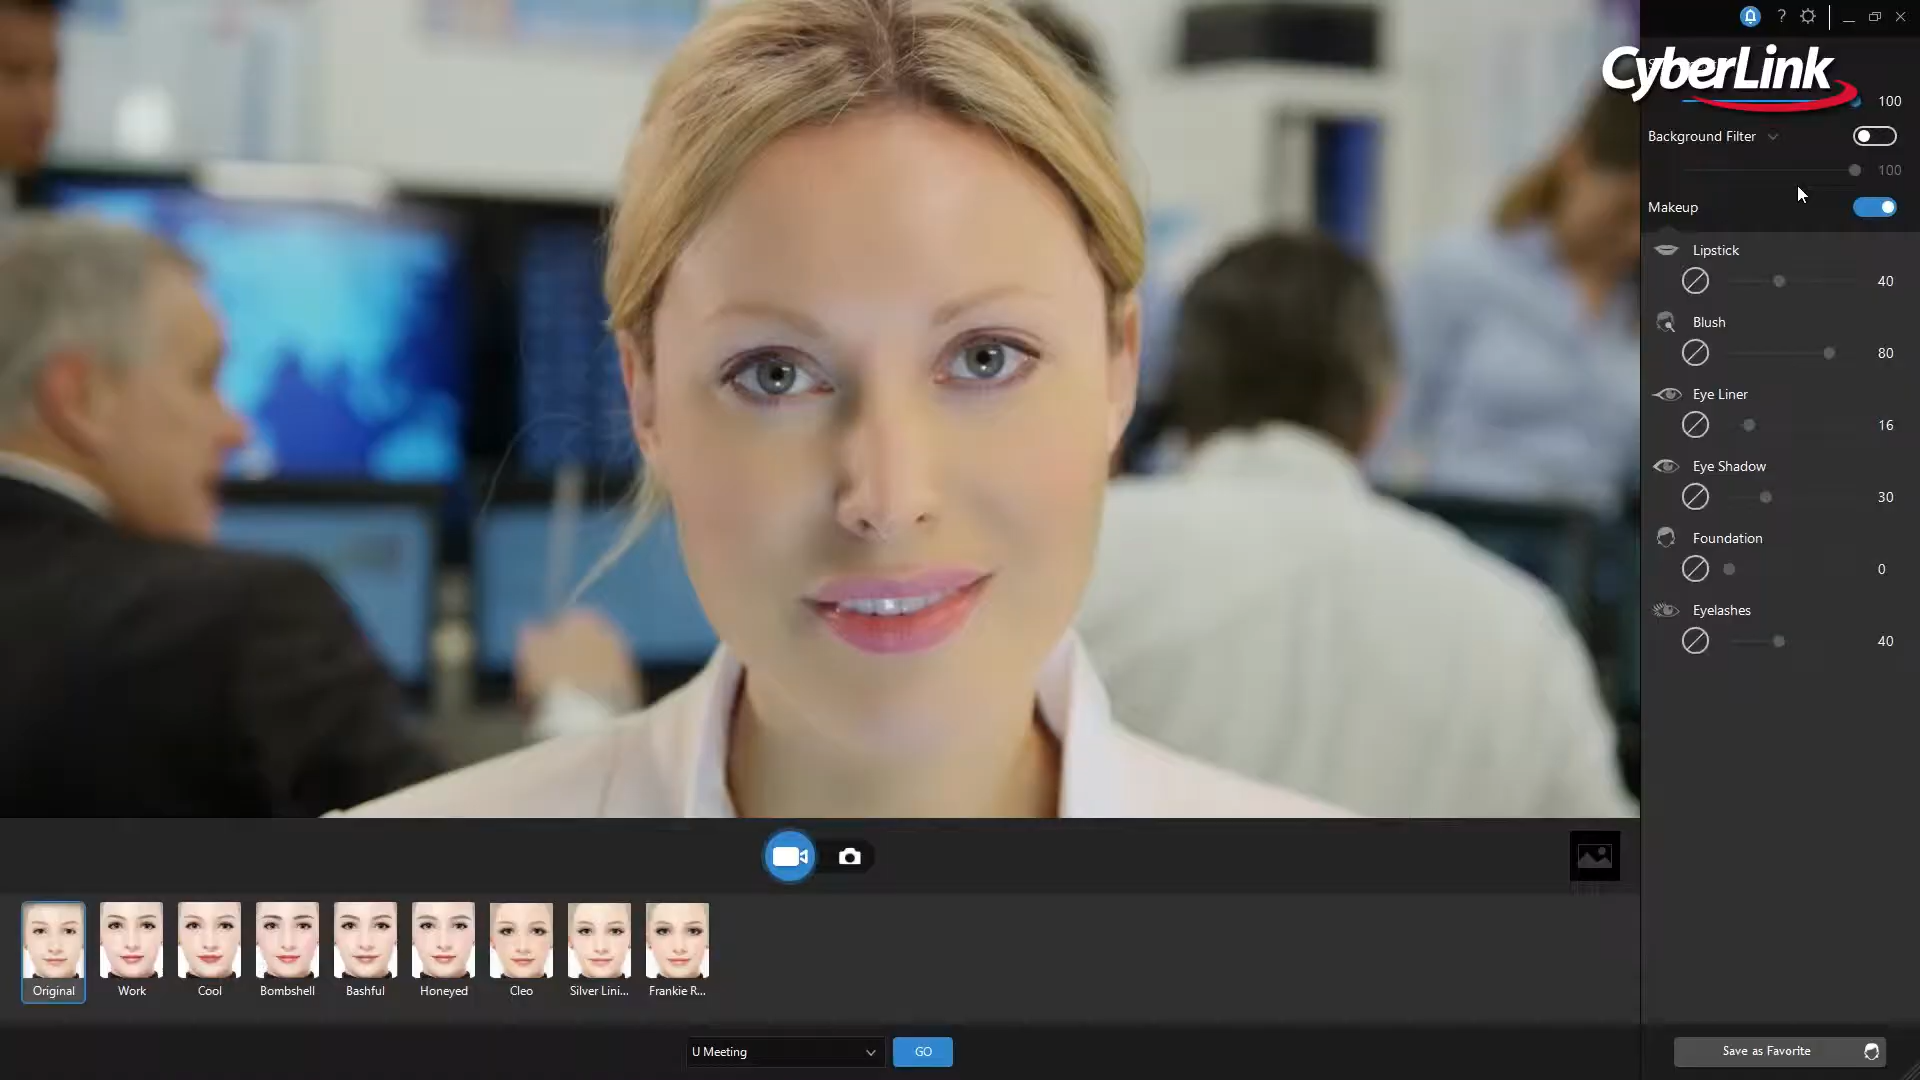 CyberLink
100
Background Filter
100
Makeup
Lipstick
40
Blush
80
Eye Liner
16
Eye Shadow
30
Foundation
0
Eyelashes
40
Original
Work
Cool
Bombshell
Bashful
Honeyed
Cleo
Silver Lini...
Frankie R...
U Meeting
GO
Save as Favorite